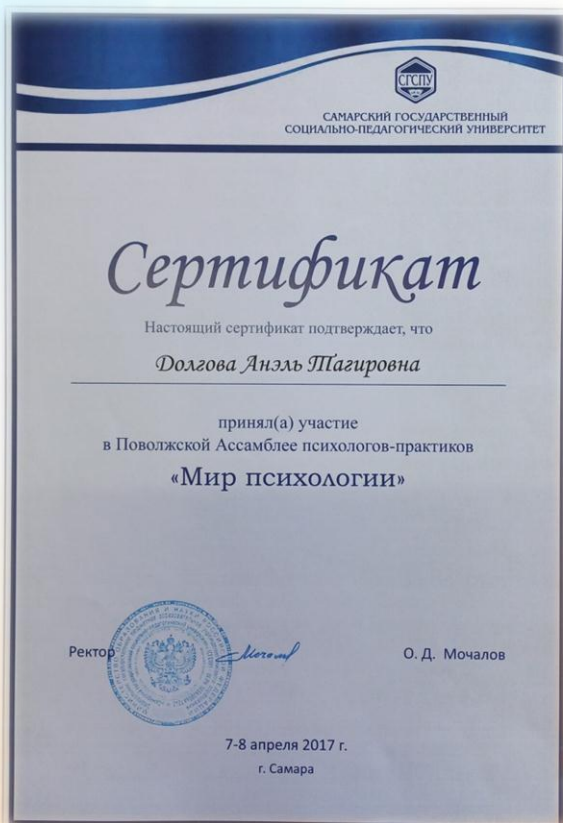 СГСПУ
САМАРСКИЙ ГОСУДАРСТВЕННЫЙ
СОЦИАЛЬНО-ПЕДАГОГИЧЕСКИЙ УНИВЕРСИТЕТ
Сертификат
Настоящий сертификат подтверждает, что
Долгова Анэль Тагировна
принял(а) участие
в Поволжской Ассамблее психологов-практиков
«Мир психологии»
Ректор
О. Д. Мочалов
7-8 апреля 2017 г.
г. Самара